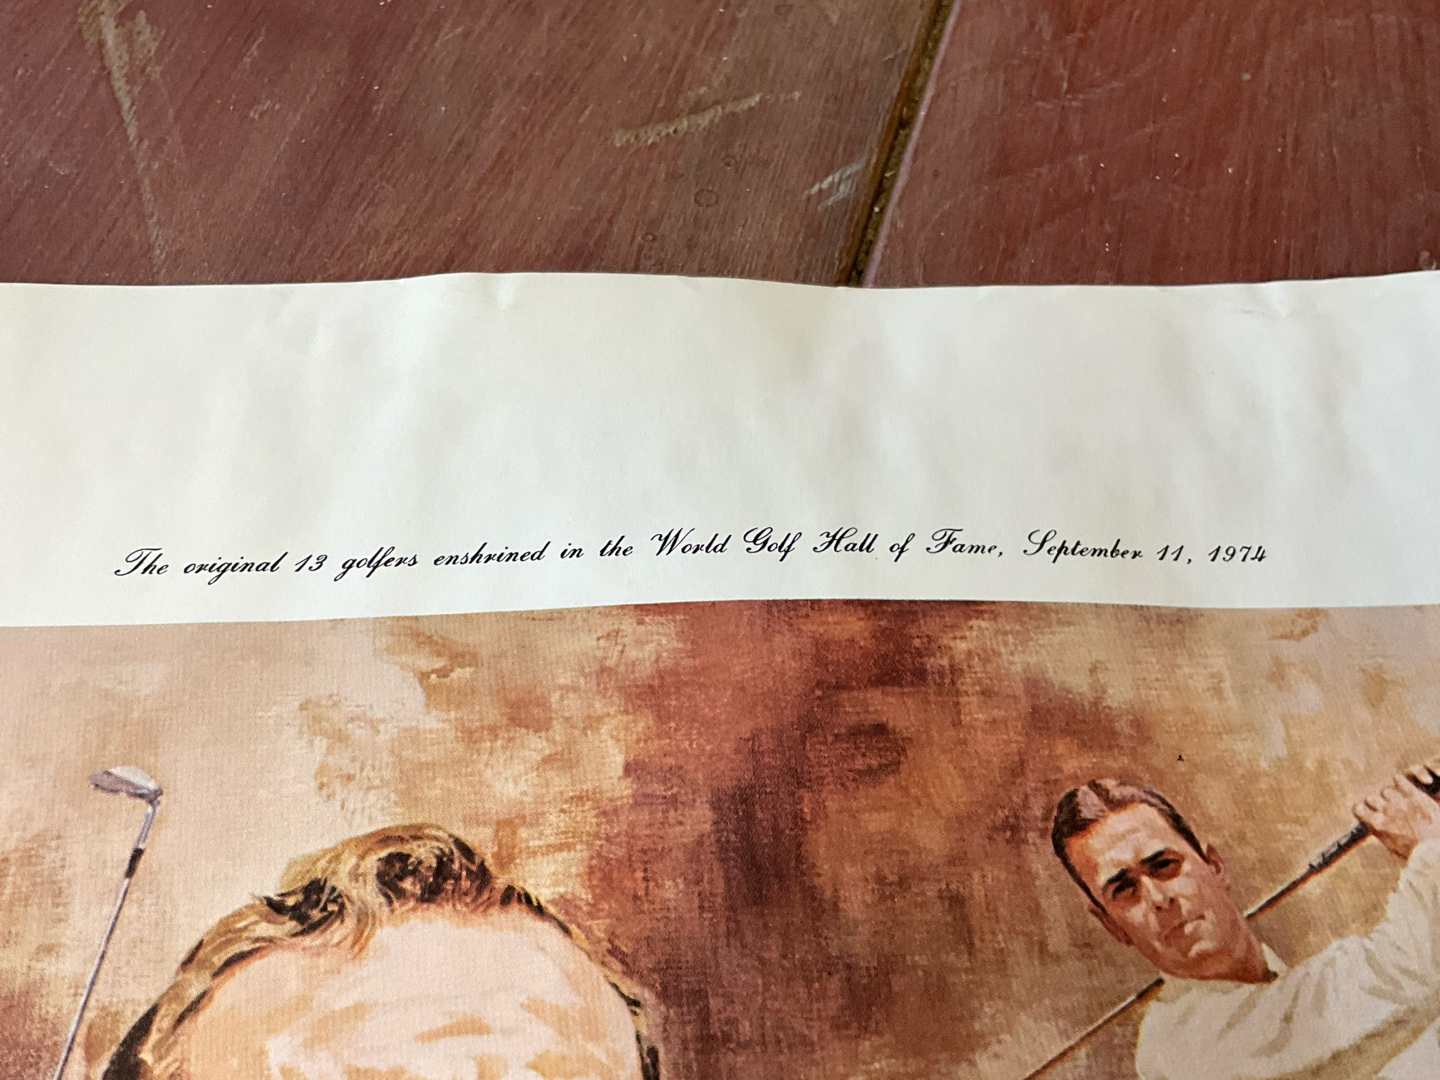 The original 13 golfers enshrined in the World Golf Hall of Fame, September 11, 1974